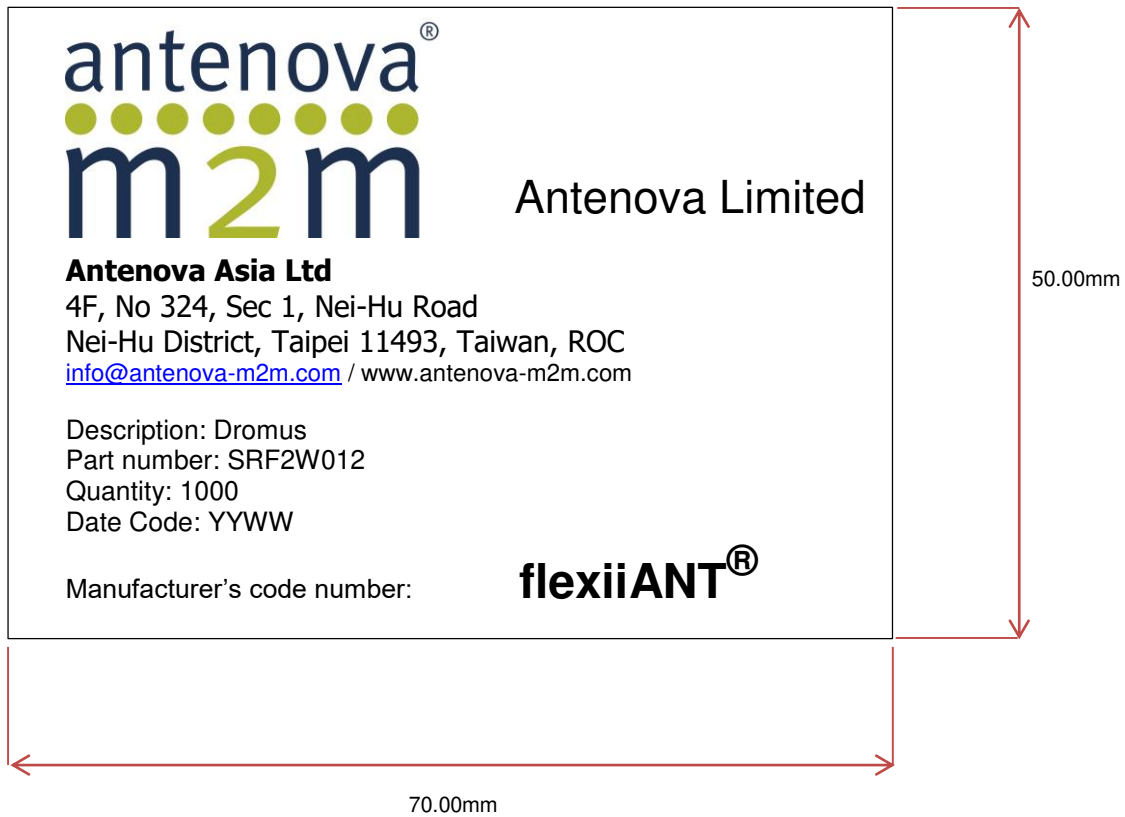 antenova®
m2m
Antenova Limited
Antenova Asia Ltd
4F, No 324, Sec 1, Nei-Hu Road
Nei-Hu District, Taipei 11493, Taiwan, ROC
info@antenova-m2m.com / www.antenova-m2m.com
Description: Dromus
Part number: SRF2W012
Quantity: 1000
Date Code: YYWW
Manufacturer's code number:
flexiiANT®
50.00mm
70.00mm